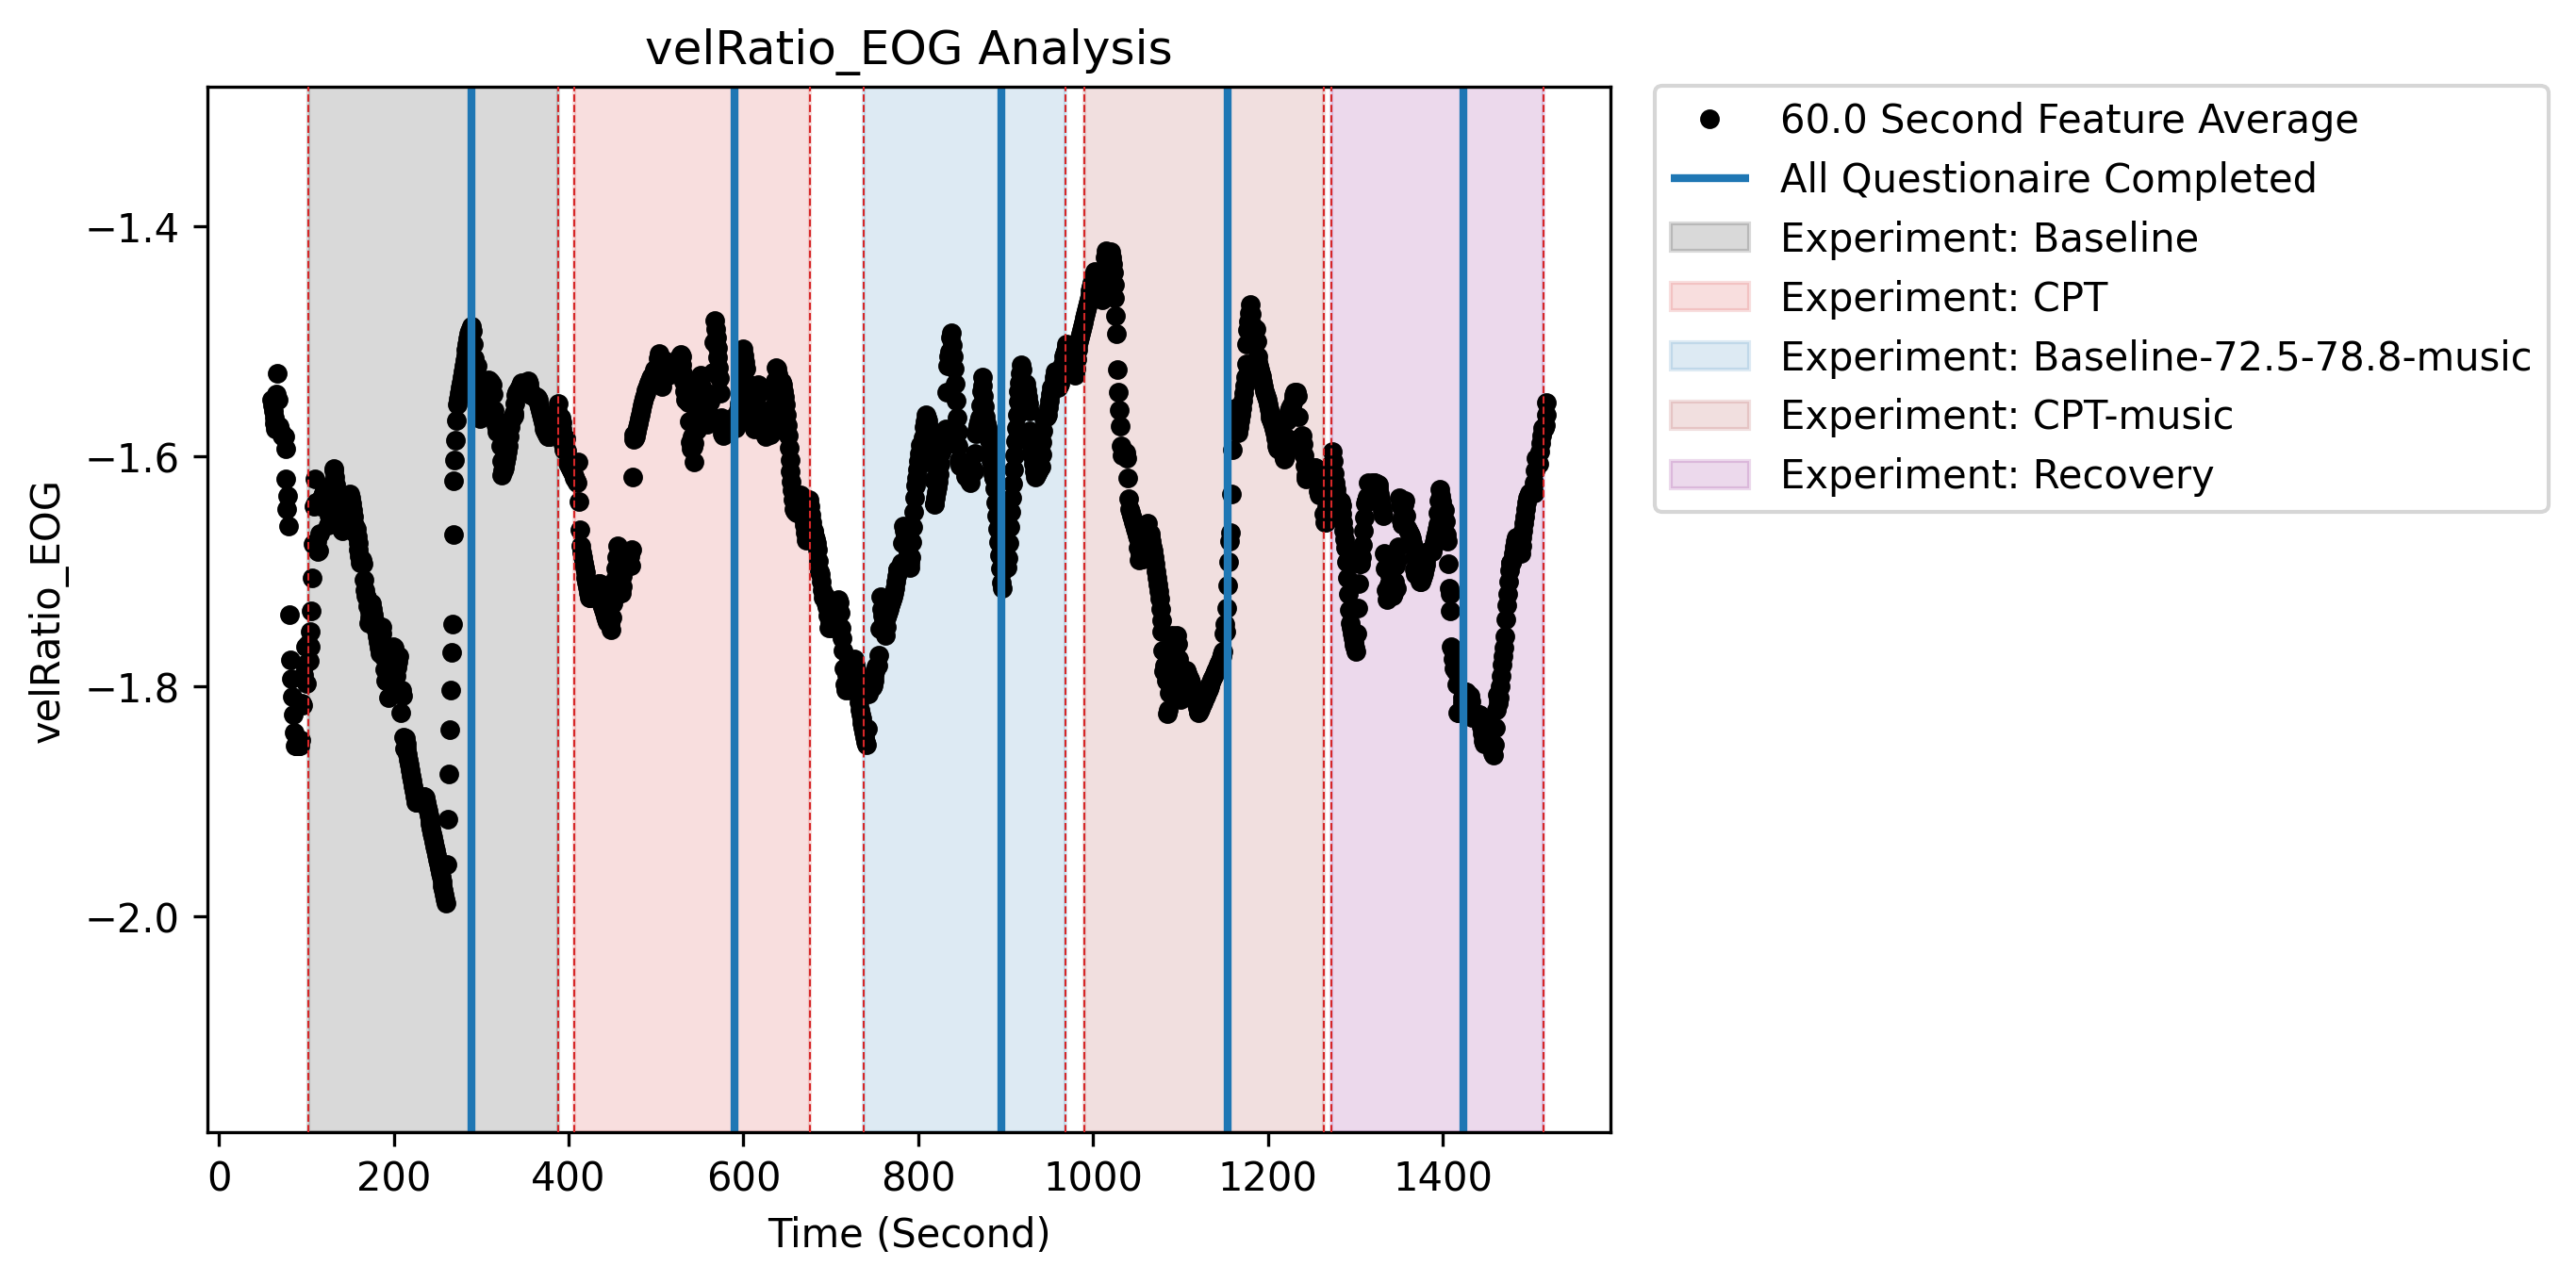 velRatio_EOG Analysis
60.0 Second Feature Average
All Questionaire Completed
Experiment: Baseline
Experiment: CPT
Experiment: Baseline-72.5-78.8-music
Experiment: CPT-music
Experiment: Recovery
velRatio_EOG
−1.4
−1.6
−1.8
−2.0
0 200 400 600 800 1000 1200 1400
Time (Second)